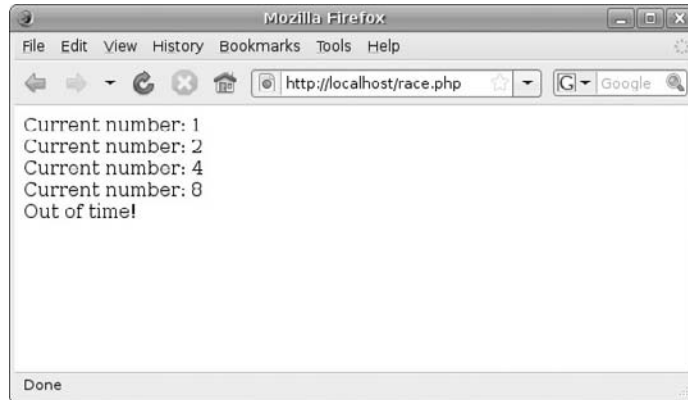 Mozilla Firefox
File Edit View History Bookmarks Tools Help
http://localhost/race.php G Google
Current number: 1
Current number: 2
Current number: 4
Current number: 8
Out of time!
Done